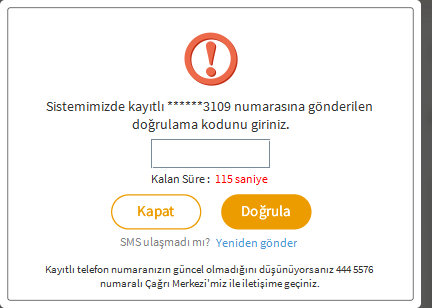 Sistemimizde kayıtlı ******3109 numarasına gönderilen
doğrulama kodunu giriniz.
Kalan Süre : 115 saniye
Kapat Doğrula
SMS ulaşmadı mı? Yeniden gönder
Kayıtlı telefon numaranızın güncel olmadığını düşünüyorsanız 444 5576
numaralı Çağrı Merkezi'miz ile iletişime geçiniz.